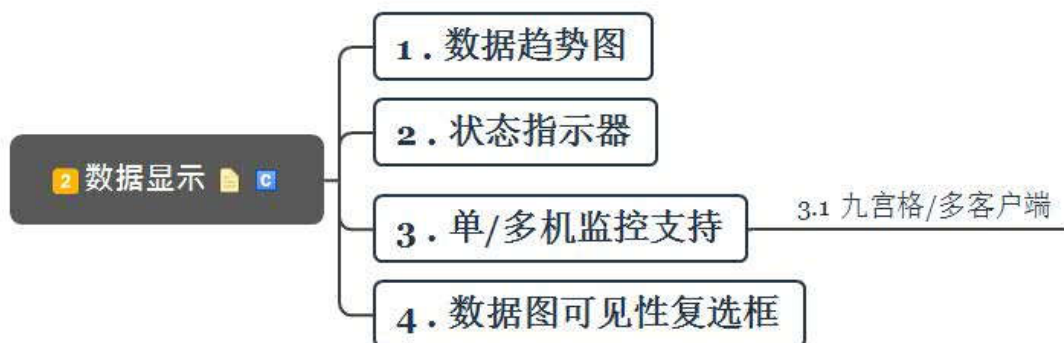 1 . 数据趋势图
2 . 状态指示器
2 数据显示 C
3 . 单/多机监控支持
3.1 九宫格/多客户端
4 . 数据图可见性复选框